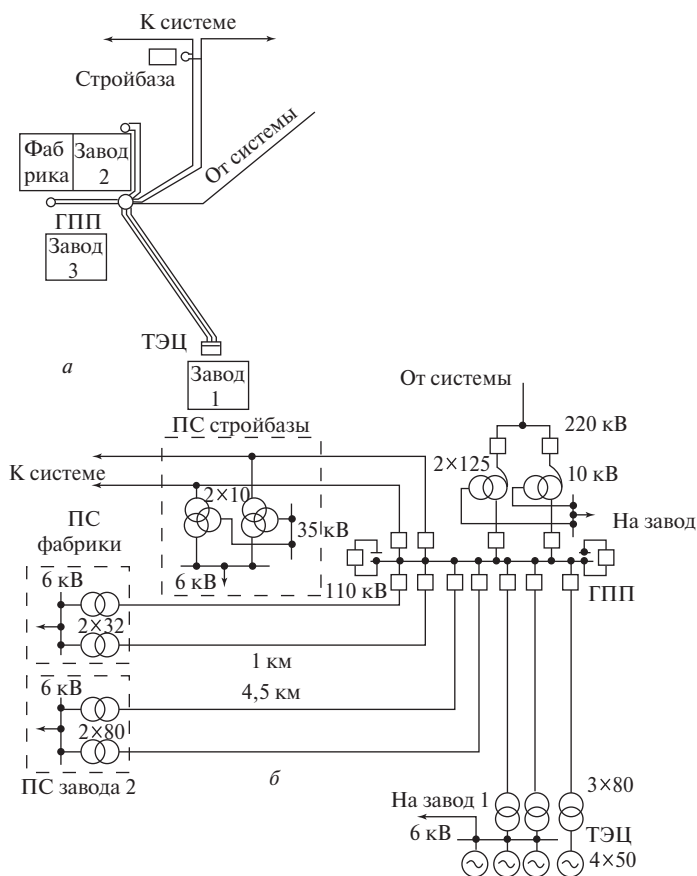 К системе
Стройбаза
От системы
Фаб
рика
Завод
2
ГПП
Завод
3
ТЭЦ
а
Завод
1
От системы
ПС стройбазы
220 кВ
К системе
2×125
10 кВ
2×10
На завод
ПС
фабрики
35 кВ
6 кВ
6 кВ
110 кВ
ГПП
2×32
1 км
6 кВ
4,5 км
2×80
б
ПС завода 2
3×80
На завод 1
6 кВ
ТЭЦ
4×50